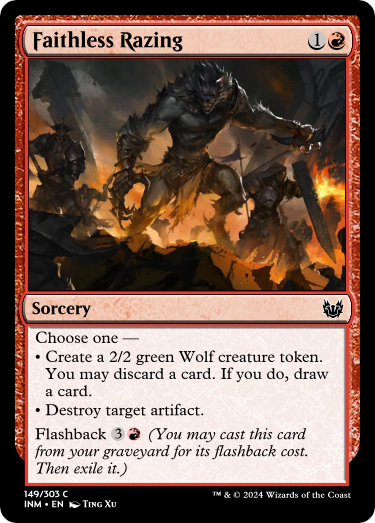 Faithless Razing 1
Sorcery
Choose one —
• Create a 2/2 green Wolf creature token.
You may discard a card. If you do, draw
a card.
• Destroy target artifact.
Flashback 3 (You may cast this card
from your graveyard for its flashback cost.
Then exile it.)
149/303 C
INM • EN Ting Xu
™ & © 2024 Wizards of the Coast